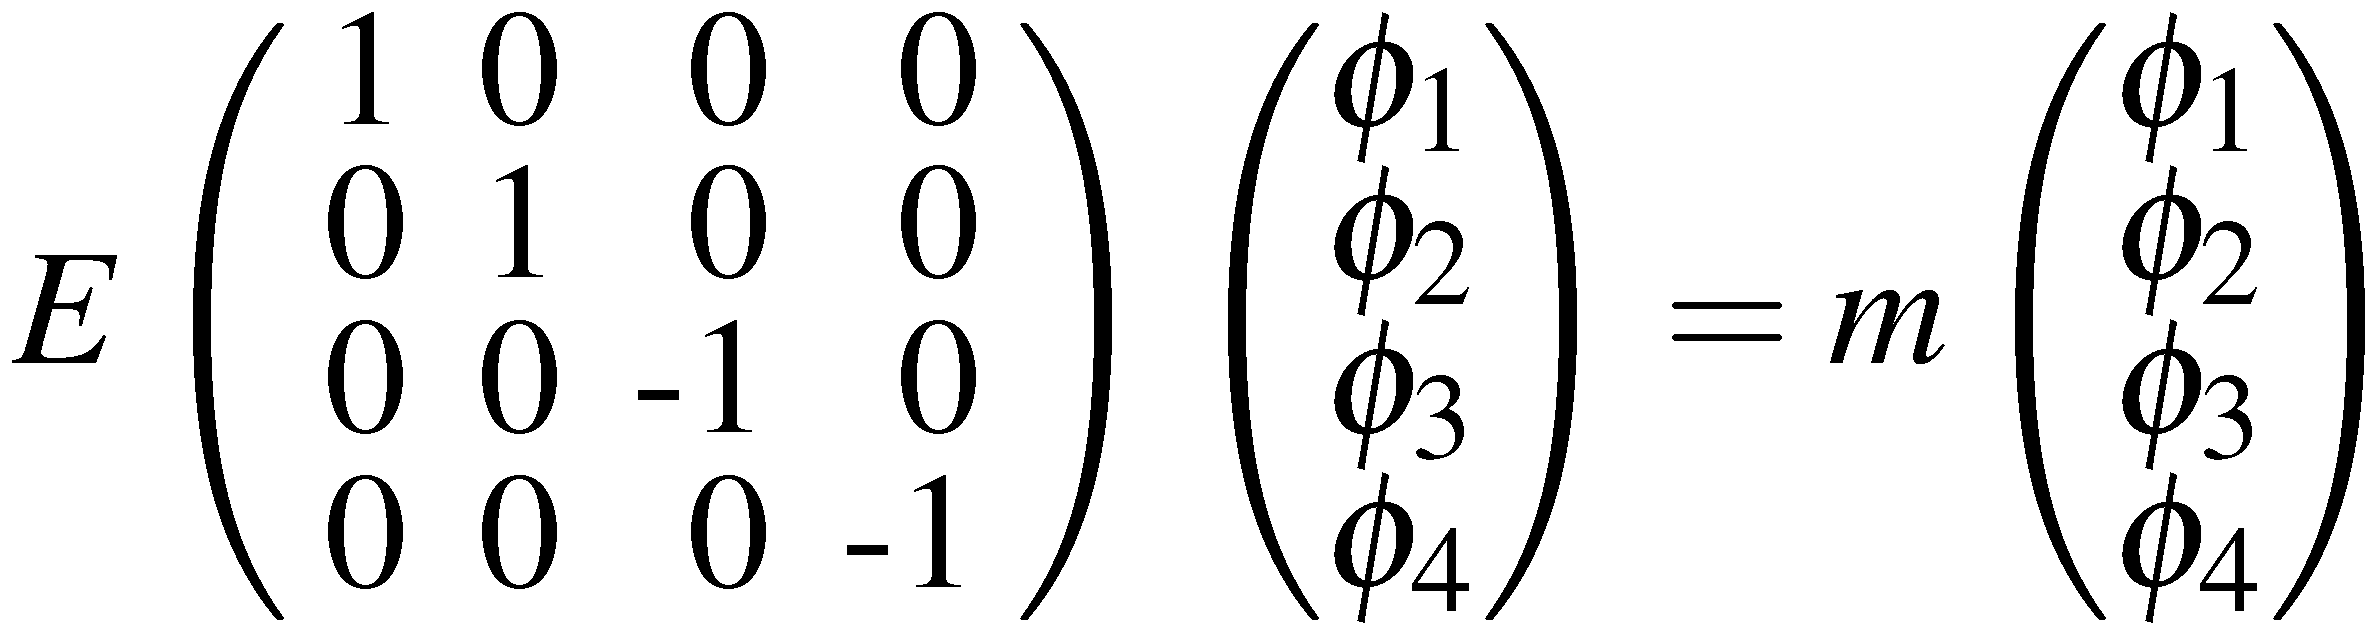 E ( 1 0 0 0 ) ( ϕ1 ) = m ( ϕ1 )
( 0 1 0 0 ) ( ϕ2 ) ( ϕ2 )
( 0 0 -1 0 ) ( ϕ3 ) ( ϕ3 )
( 0 0 0 -1 ) ( ϕ4 ) ( ϕ4 )